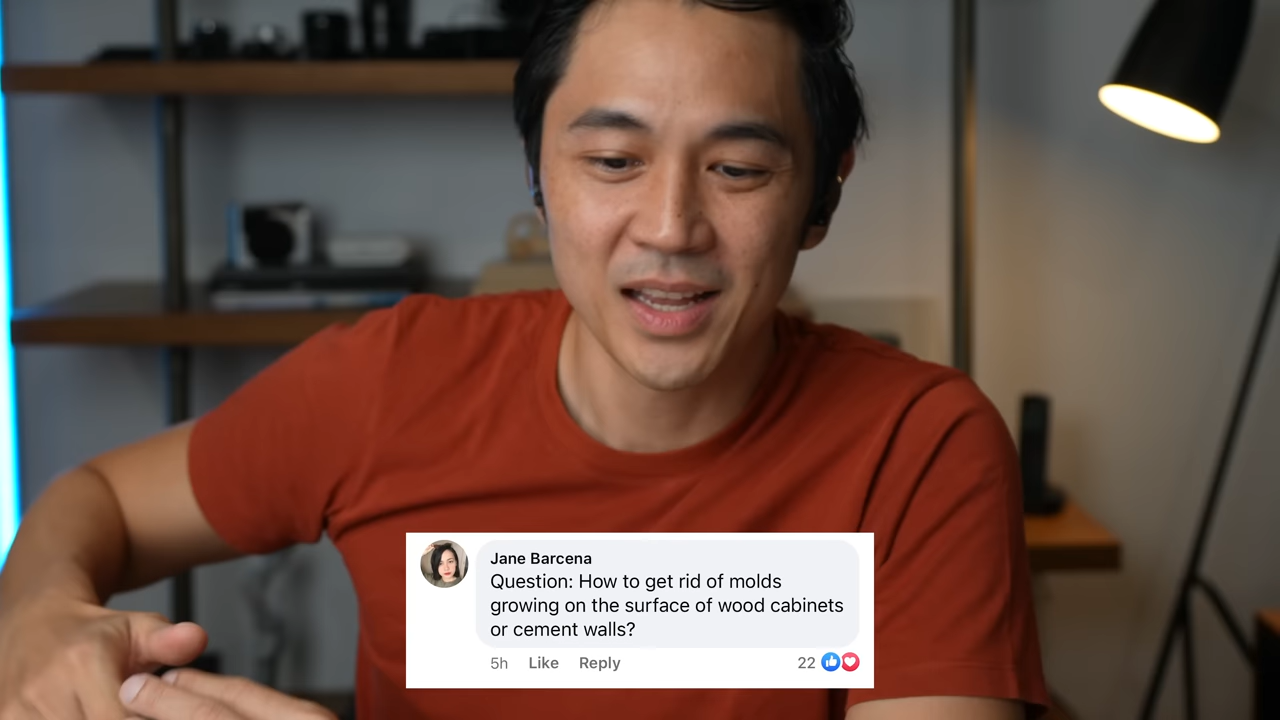 Jane Barcena
Question: How to get rid of molds
growing on the surface of wood cabinets
or cement walls?
5h Like Reply 22